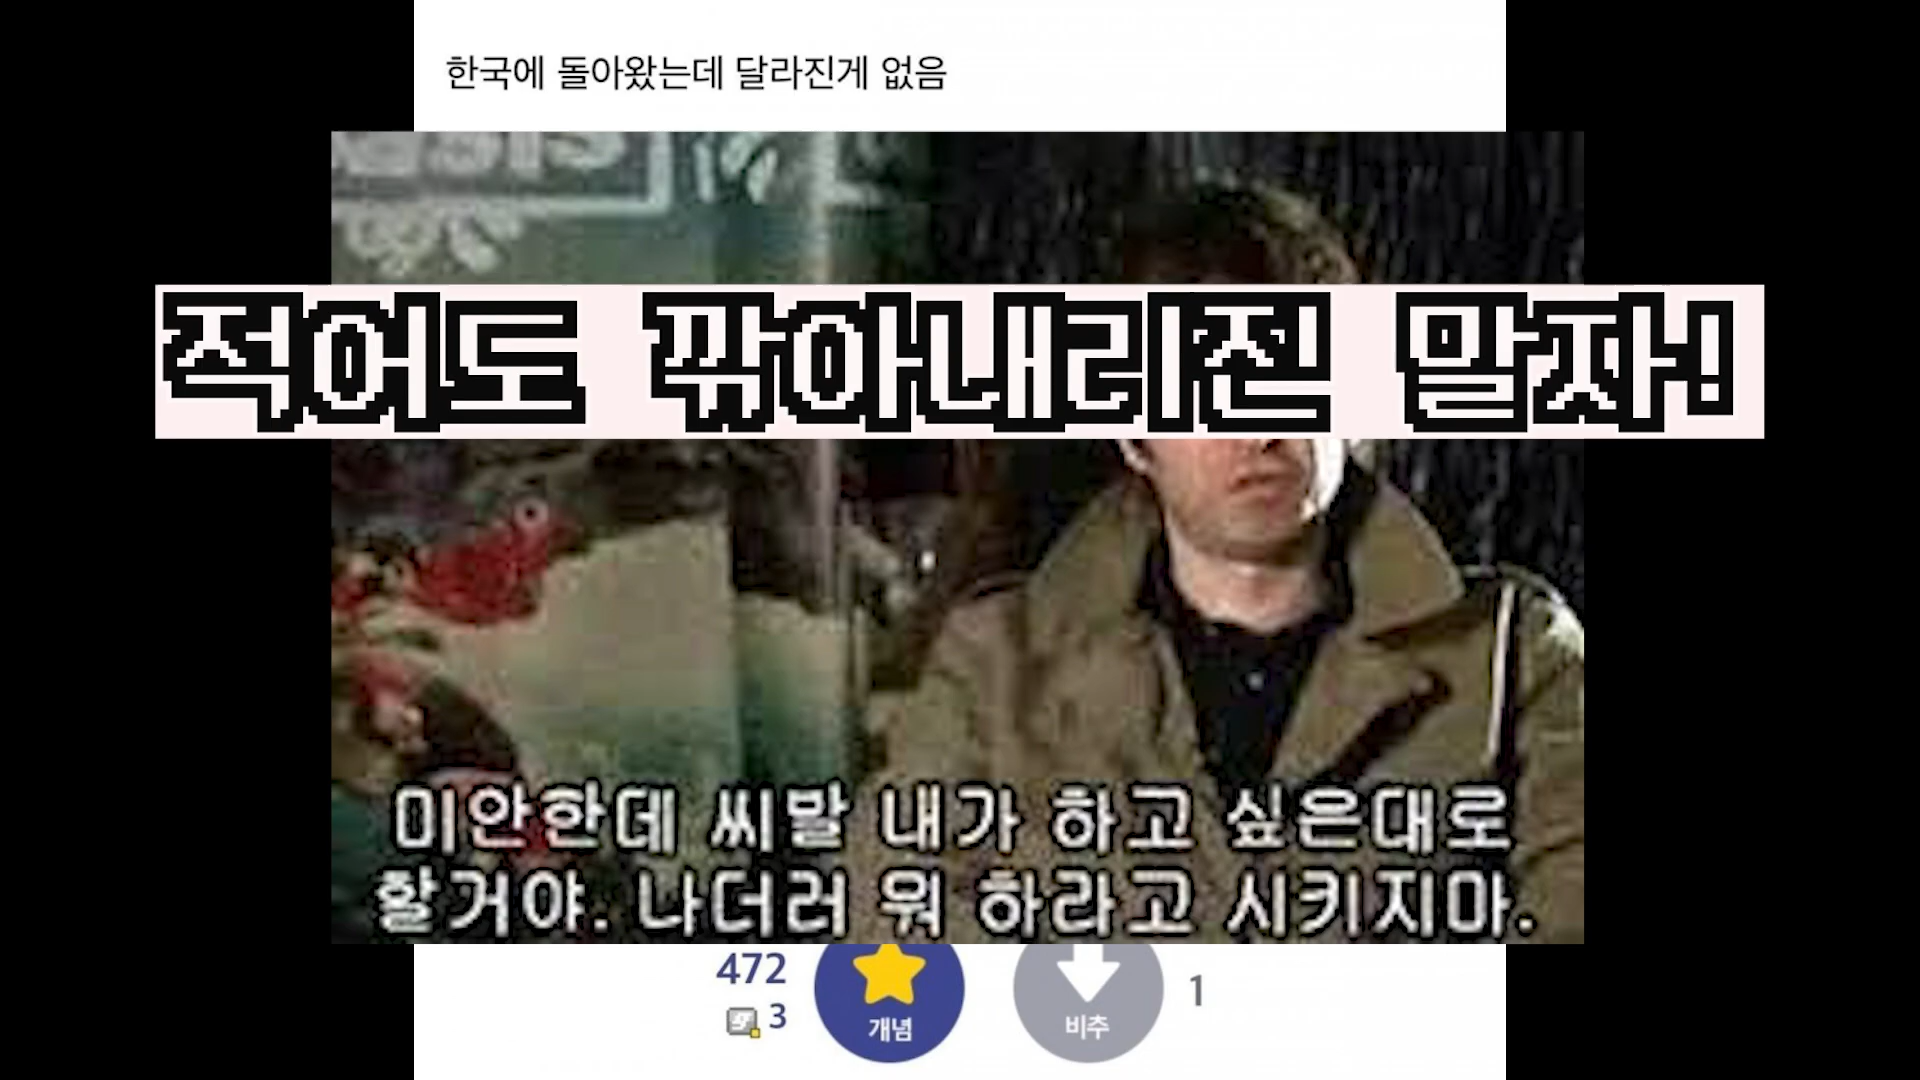 한국에 돌아왔는데 달라진게 없음
적어도 깎아내리진 말자!
미안한데 씨말 내가 하고 싶은대로
할거야. 나더러 뭐 하라고 시키지마.
472
3
개념
비추
1